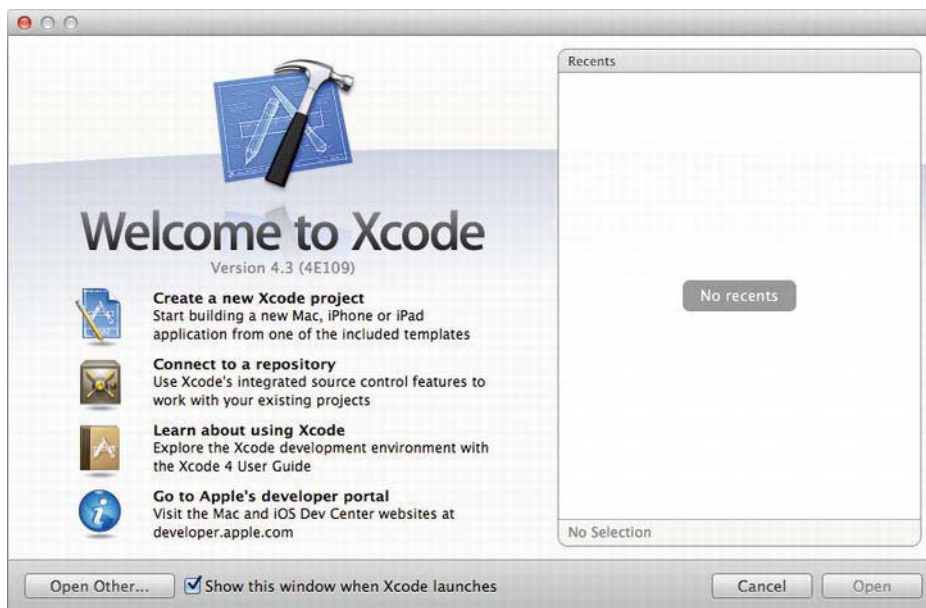 Welcome to Xcode
Version 4.3 (4E109)
Create a new Xcode project
Start building a new Mac, iPhone or iPad
application from one of the included templates
Connect to a repository
Use Xcode's integrated source control features to
work with your existing projects
Learn about using Xcode
Explore the Xcode development environment with
the Xcode 4 User Guide
Go to Apple's developer portal
Visit the Mac and iOS Dev Center websites at
developer.apple.com
Recents
No recents
No Selection
Open Other...
Show this window when Xcode launches
Cancel
Open